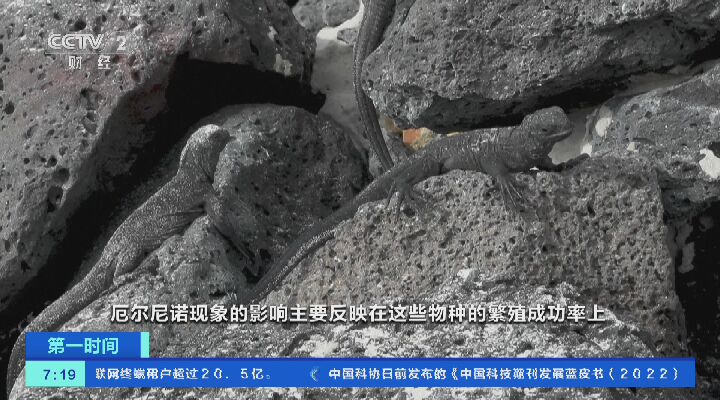 CCTV 2
财经
厄尔尼诺现象的影响主要反映在这些物种的繁殖成功率上
第一时间
7:19
联网终端用户超过20.5亿。 《 中国科协日前发布的《中国科技期刊发展蓝皮书（2022）